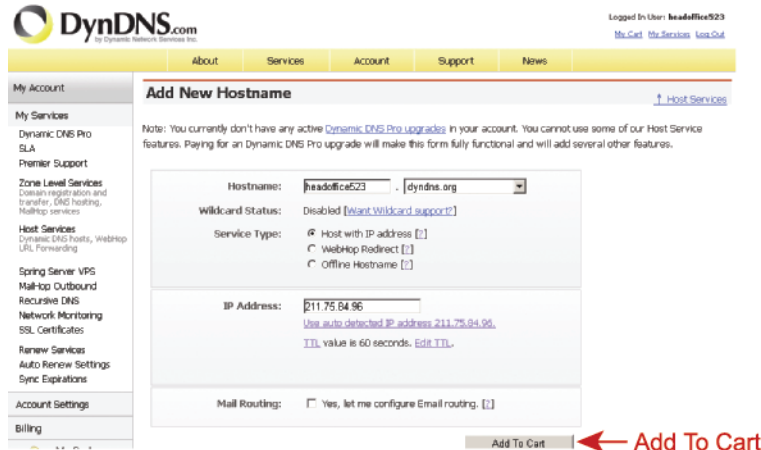 DynDNS.com
by Dynamic Network Services Inc.
Logged In User: headoffice523
My Cart My Services Log Out
About Services Account Support News
My Account
My Services
Dynamic DNS Pro
SLA
Premier Support
Zone Level Services
Domain registration and
transfer, DNS hosting,
MailHop services
Host Services
Dynamic DNS hosts, WebHop
URL Forwarding
Spring Server VPS
MailHop Outbound
Recursive DNS
Network Monitoring
SSL Certificates
Renew Services
Auto Renew Settings
Sync Expirations
Account Settings
Billing
Add New Hostname
↑ Host Services
Note: You currently don't have any active Dynamic DNS Pro upgrades in your account. You cannot use some of our Host Service
features. Paying for an Dynamic DNS Pro upgrade will make this form fully functional and will add several other features.
Hostname: headoffice523 . dyndns.org
Wildcard Status: Disabled [Want Wildcard support?]
Service Type: Host with IP address [?]
WebHop Redirect [?]
Offline Hostname [?]
IP Address: 211.75.84.96
Use auto detected IP address 211.75.84.96.
TTL value is 60 seconds. Edit TTL.
Mail Routing: Yes, let me configure Email routing. [?]
Add To Cart
Add To Cart